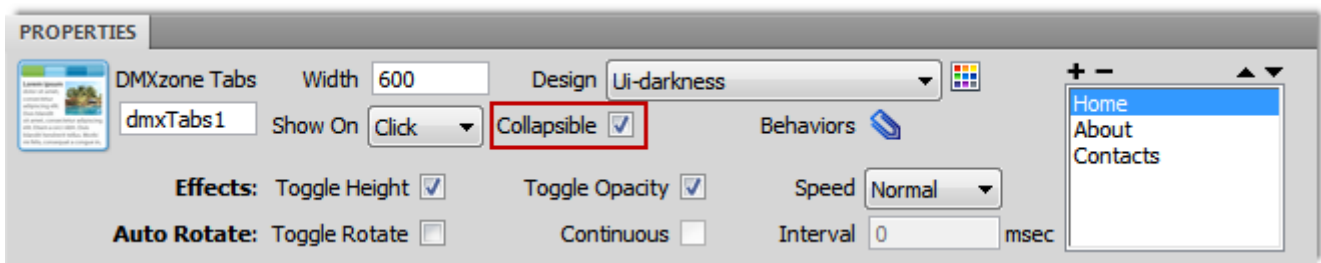 PROPERTIES
DMXzone Tabs Width 600 Design Ui-darkness + -
dmxTabs1 Show On Click Collapsible Behaviors Home
About
Contacts
Effects: Toggle Height Toggle Opacity Speed Normal
Auto Rotate: Toggle Rotate Continuous Interval 0 msec